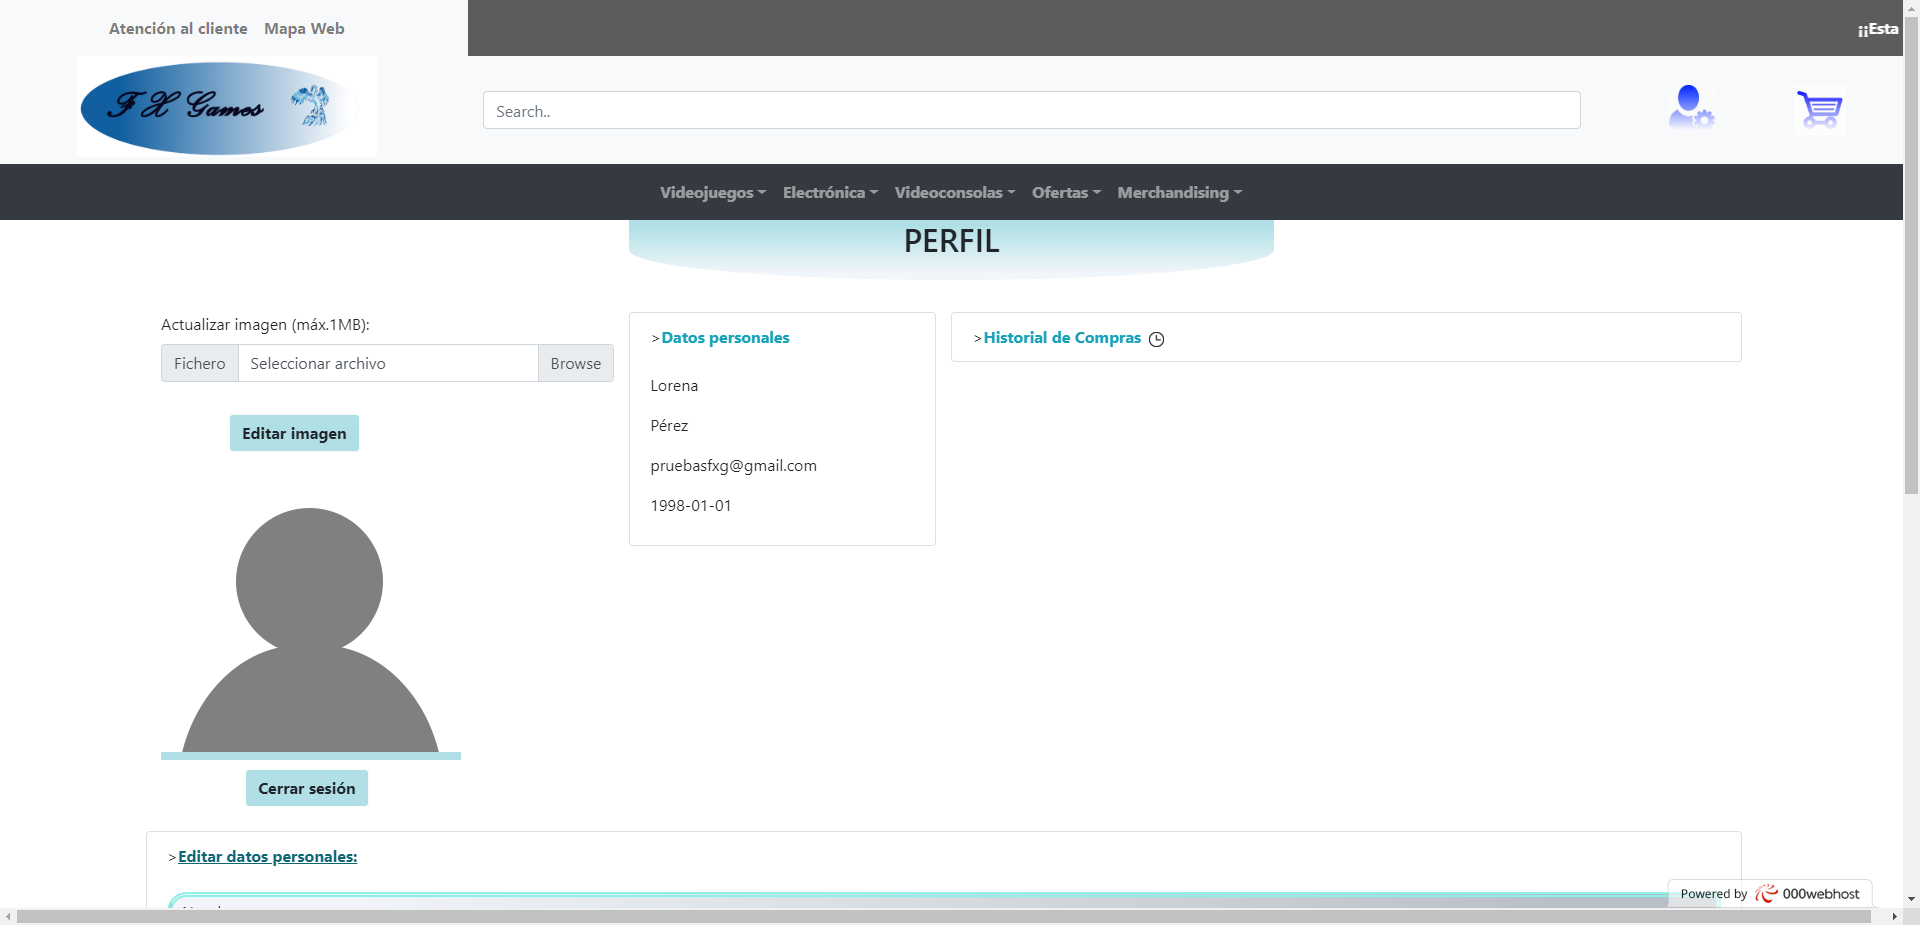 Atención al cliente Mapa Web
¡¡Esta
F X Games
Search..
Videojuegos Electrónica Videoconsolas Ofertas Merchandising
PERFIL
Actualizar imagen (máx.1MB):
Fichero Seleccionar archivo Browse
Editar imagen
Cerrar sesión
>Datos personales
Lorena
Pérez
pruebasfxg@gmail.com
1998-01-01
>Historial de Compras
>Editar datos personales:
Powered by 000webhost